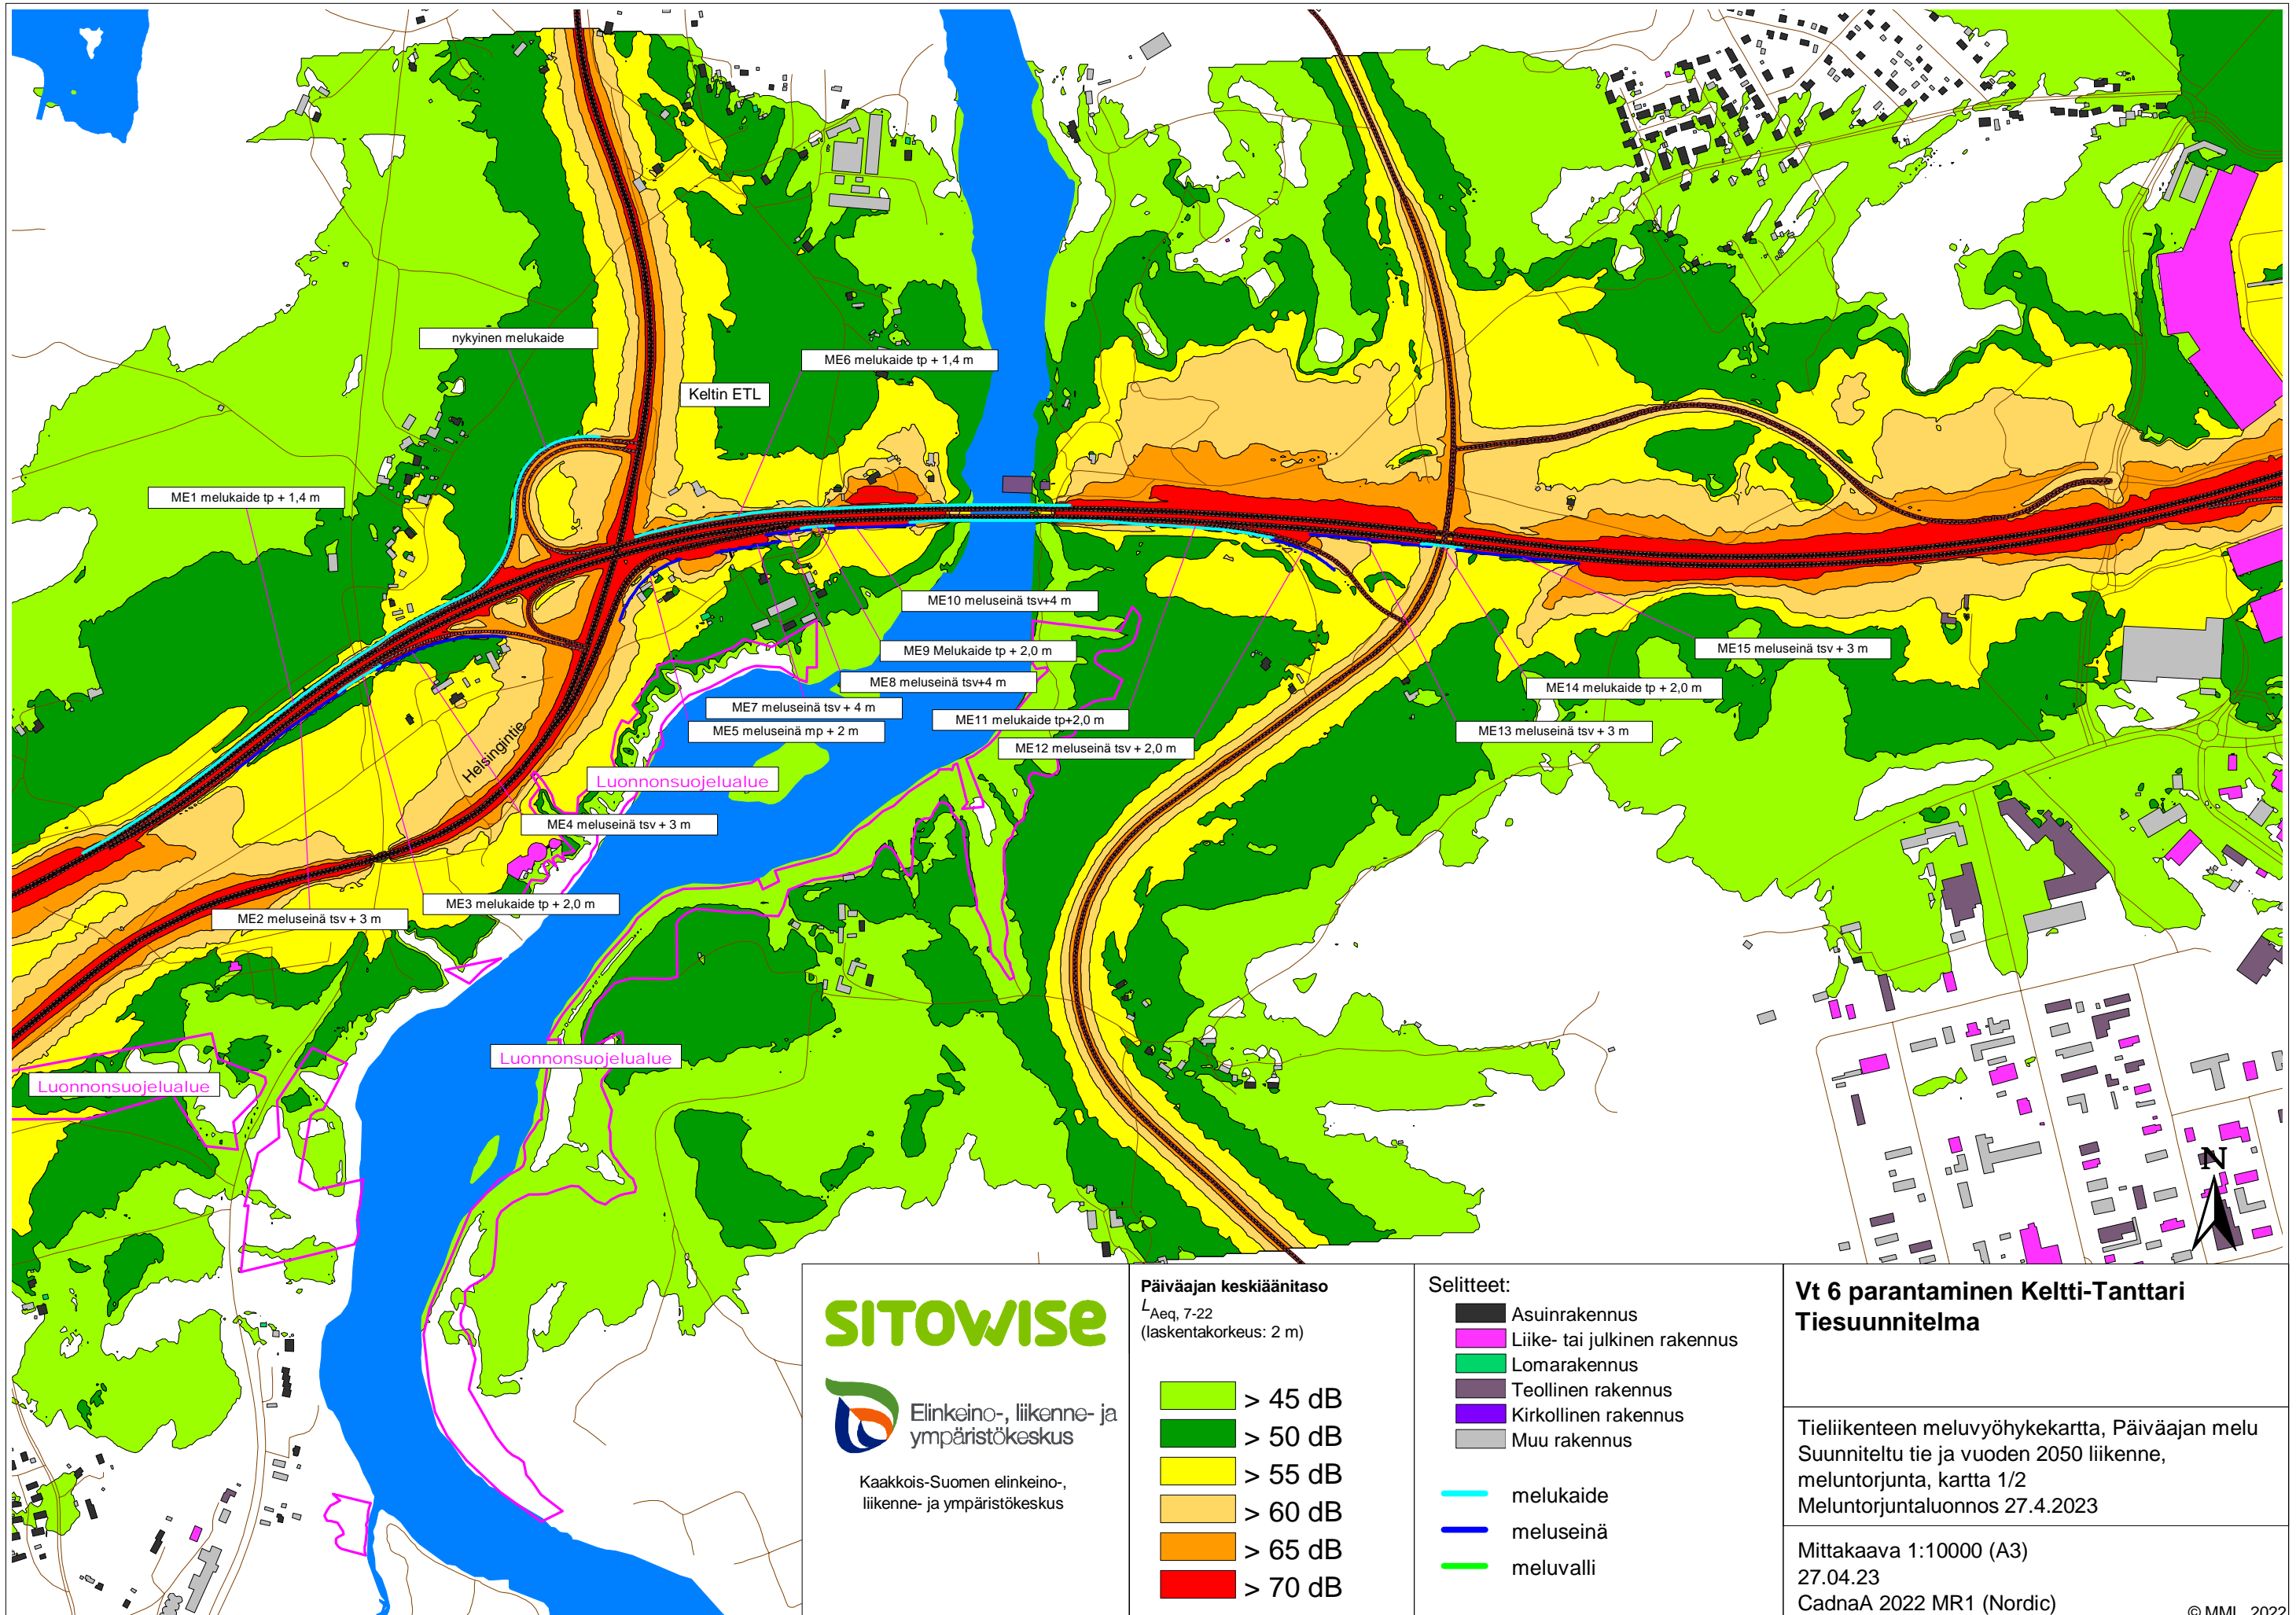 nykyinen melukaide
ME6 melukaide tp + 1,4 m
Keltin ETL
ME1 melukaide tp + 1,4 m
ME10 meluseinä tsv+4 m
ME9 Melukaide tp + 2,0 m
ME15 meluseinä tsv + 3 m
ME8 meluseinä tsv+4 m
ME14 melukaide tp + 2,0 m
ME7 meluseinä tsv + 4 m
ME11 melukaide tp+2,0 m
ME5 meluseinä mp + 2 m
ME13 meluseinä tsv + 3 m
ME12 meluseinä tsv + 2,0 m
Helsingintie
Luonnonsuojelualue
ME4 meluseinä tsv + 3 m
ME3 melukaide tp + 2,0 m
ME2 meluseinä tsv + 3 m
Luonnonsuojelualue
Luonnonsuojelualue
N
SITOWISE
Elinkeino-, liikenne- ja
ympäristökeskus
Kaakkois-Suomen elinkeino-,
liikenne- ja ympäristökeskus
Päiväajan keskiäänitaso
LAeq, 7-22
(laskentakorkeus: 2 m)
> 45 dB
> 50 dB
> 55 dB
> 60 dB
> 65 dB
> 70 dB
Selitteet:
Asuinrakennus
Liike- tai julkinen rakennus
Lomarakennus
Teollinen rakennus
Kirkollinen rakennus
Muu rakennus
melukaide
meluseinä
meluvalli
Vt 6 parantaminen Keltti-Tanttari
Tiesuunnitelma
Tieliikenteen meluvyöhykekartta, Päiväajan melu
Suunniteltu tie ja vuoden 2050 liikenne,
meluntorjunta, kartta 1/2
Meluntorjuntaluonnos 27.4.2023
Mittakaava 1:10000 (A3)
27.04.23
CadnaA 2022 MR1 (Nordic)
© MML, 2022